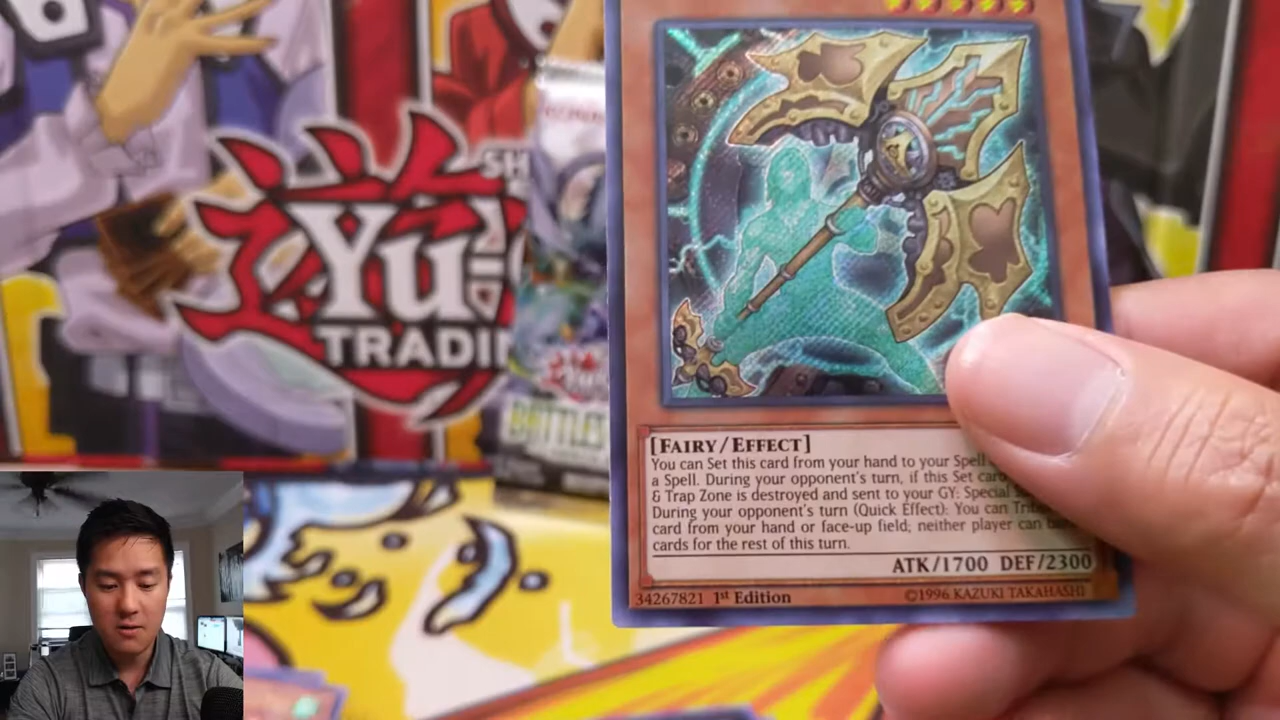 SH
Yu
TRADI
BATTLE
[FAIRY/EFFECT]
You can Set this card from your hand to your Spell
a Spell. During your opponent's turn, if this Set card
& Trap Zone is destroyed and sent to your GY: Special
During your opponent's turn (Quick Effect): You can
card from your hand or face-up field; neither player can
cards for the rest of this turn.
ATK/1700 DEF/2300
34267821 1st Edition
©1996 KAZUKI TAKAHASHI